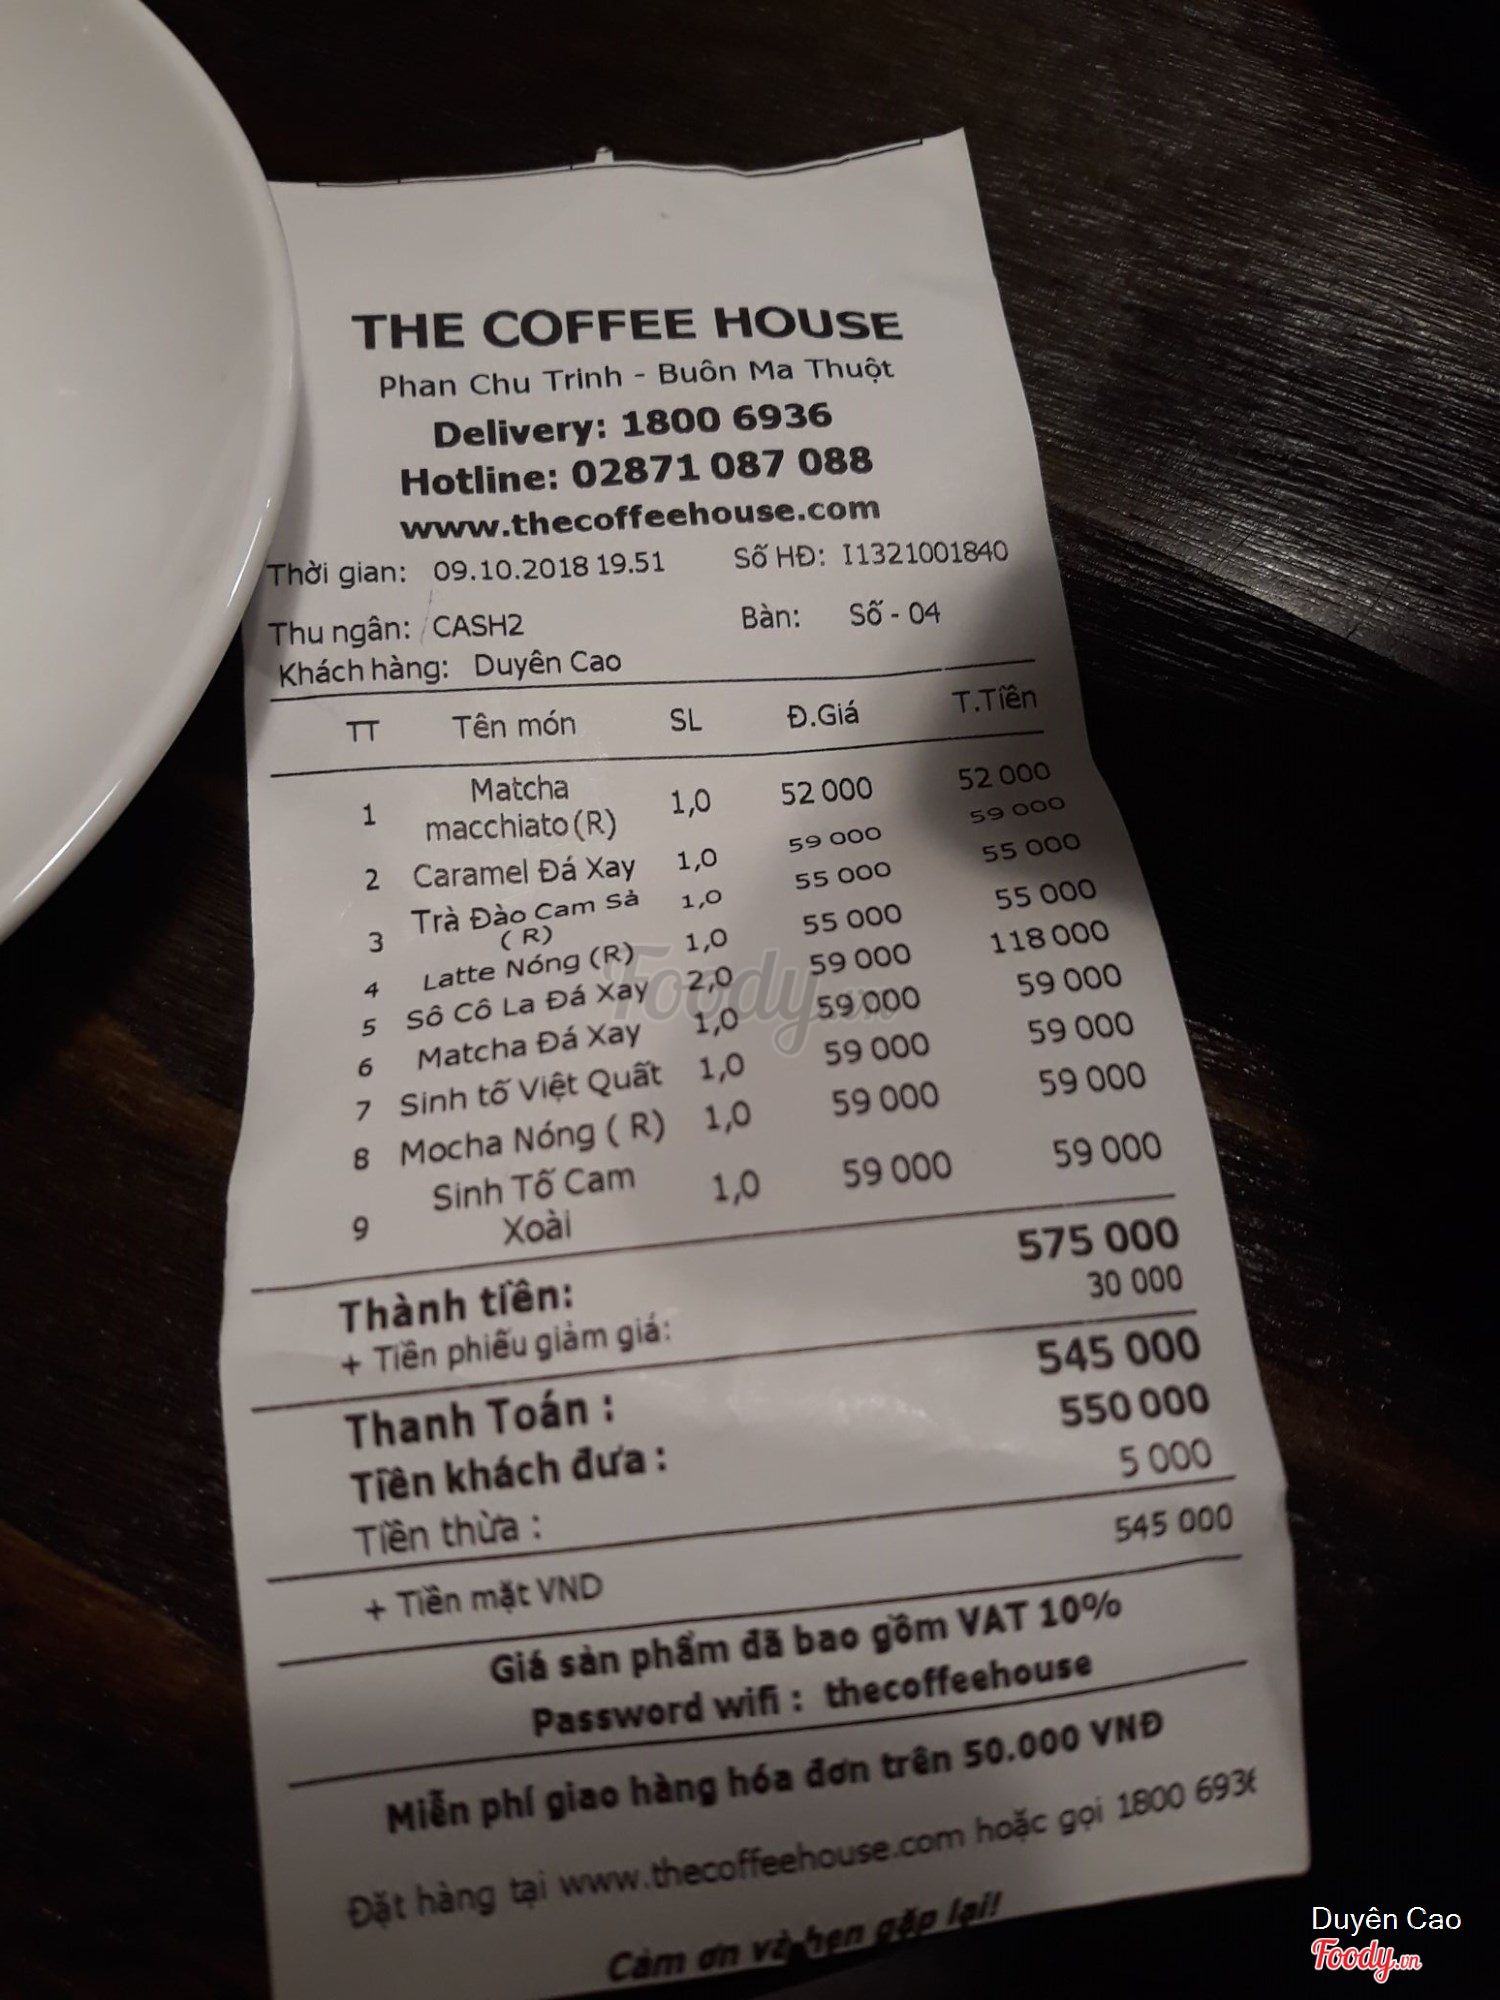 THE COFFEE HOUSE
Phan Chu Trinh - Buôn Ma Thuột
Delivery: 1800 6936
Hotline: 02871 087 088
www.thecoffeehouse.com
Thời gian: 09.10.2018 19.51 Số HĐ: I1321001840
Thu ngân: CASH2 Bàn: Số - 04
Khách hàng: Duyên Cao
TT Tên món SL Đ.Giá T.Tiền
1 Matcha macchiato (R) 1,0 52 000 52 000
2 Caramel Đá Xay 1,0 59 000 59 000
3 Trà Đào Cam Sả ( R) 1,0 55 000 55 000
4 Latte Nóng (R) 1,0 55 000 55 000
5 Sô Cô La Đá Xay 2,0 59 000 118 000
6 Matcha Đá Xay 1,0 59 000 59 000
7 Sinh tố Việt Quất 1,0 59 000 59 000
8 Mocha Nóng ( R) 1,0 59 000 59 000
9 Sinh Tố Cam Xoài 1,0 59 000 59 000
Thành tiền: 575 000
+ Tiền phiếu giảm giá: 30 000
Thanh Toán : 545 000
Tiền khách đưa : 550 000
Tiền thừa : 5 000
+ Tiền mặt VND 545 000
Giá sản phẩm đã bao gồm VAT 10%
Password wifi : thecoffeehouse
Miễn phí giao hàng hóa đơn trên 50.000 VNĐ
Đặt hàng tại www.thecoffeehouse.com hoặc gọi 1800 6936
Cảm ơn và hẹn gặp lại!
Foody.vn
Duyên Cao
Foody.vn